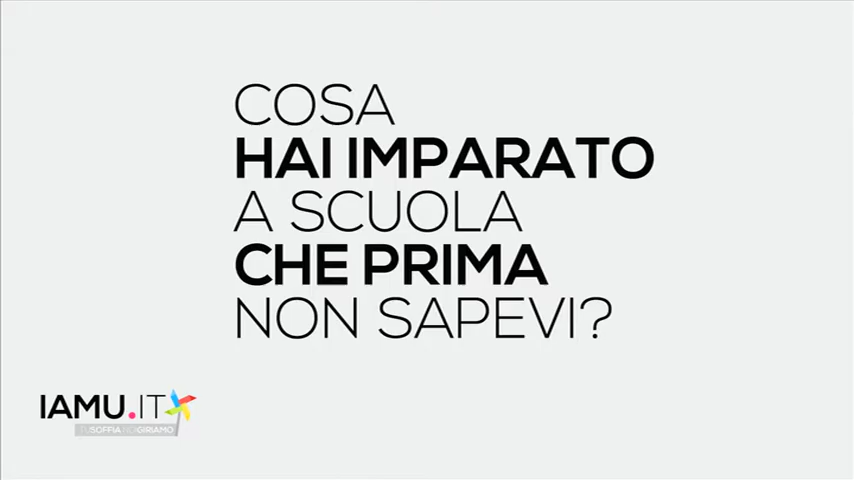 COSA
HAI IMPARATO
A SCUOLA
CHE PRIMA
NON SAPEVI?
IAMU.IT
TU SOFFIA NOI GIRIAMO